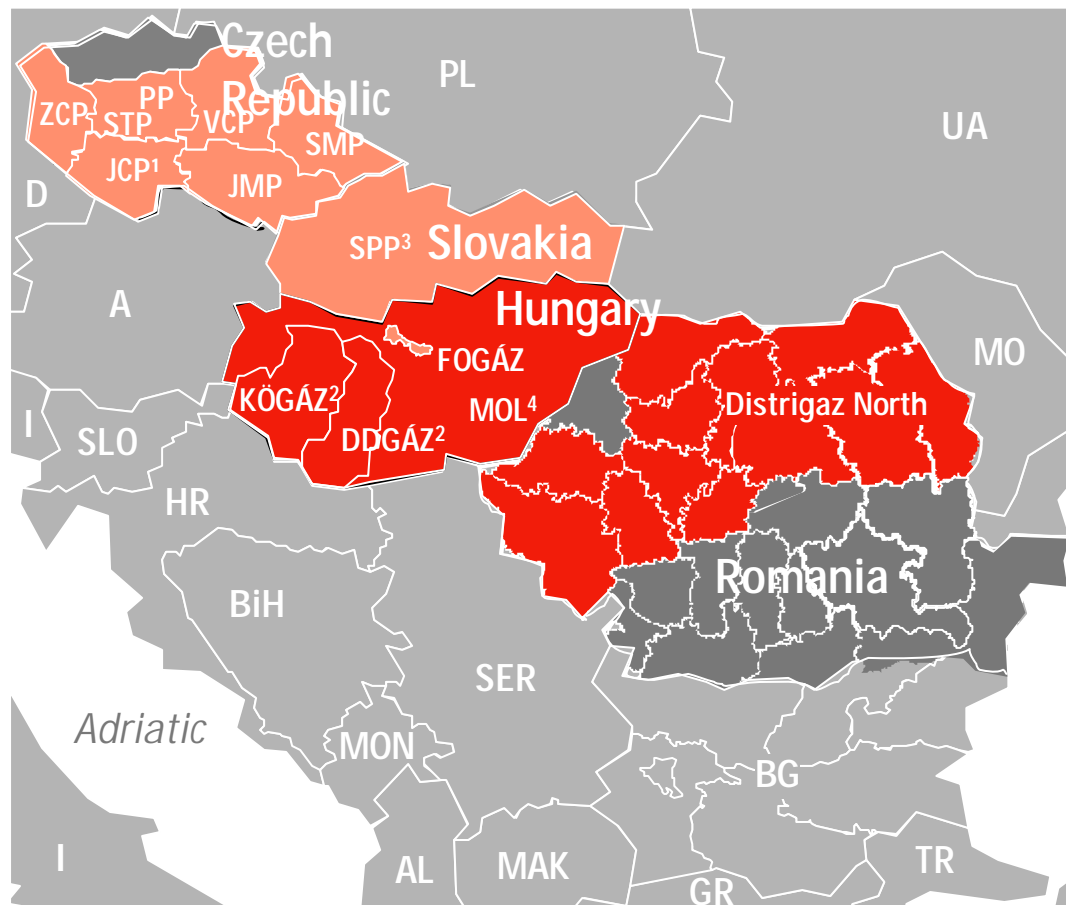 Czech
Republic
PL
UA
ZCP
PP
STP
VCP
SMP
JCP¹
JMP
D
SPP³
Slovakia
A
Hungary
FOGÁZ
MO
KÖGÁZ²
MOL⁴
Distrigaz North
I
SLO
DDGÁZ²
HR
Romania
BiH
SER
Adriatic
MON
BG
I
AL
MAK
GR
TR